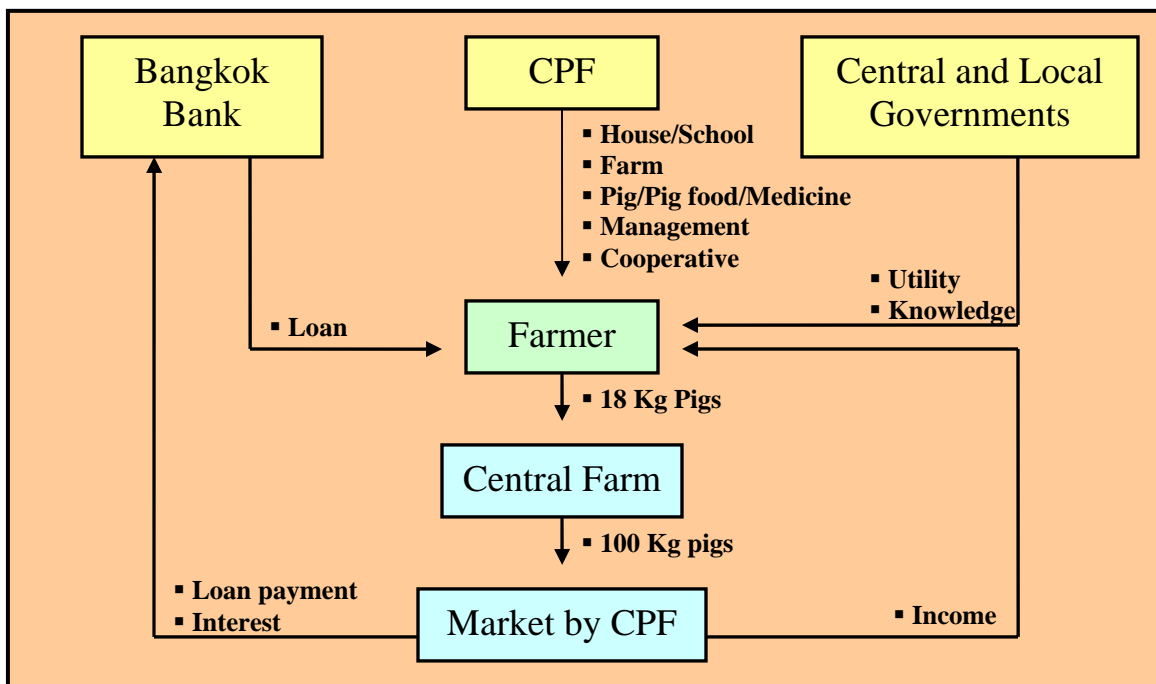 Bangkok
Bank
CPF
Central and Local
Governments
▪ House/School
▪ Farm
▪ Pig/Pig food/Medicine
▪ Management
▪ Cooperative
▪ Utility
▪ Knowledge
▪ Loan
Farmer
▪ 18 Kg Pigs
Central Farm
▪ 100 Kg pigs
▪ Loan payment
▪ Interest
Market by CPF
▪ Income